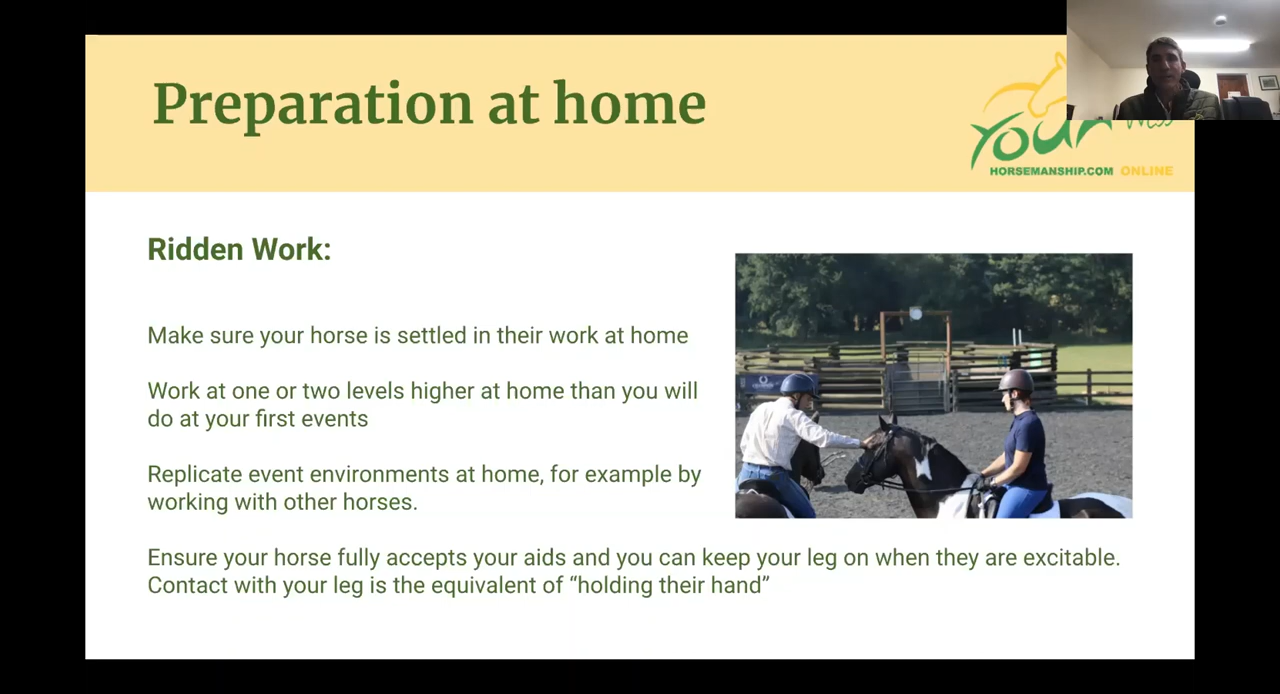 Preparation at home
YOUR
HORSEMANSHIP.COM ONLINE
Ridden Work:
Make sure your horse is settled in their work at home
Work at one or two levels higher at home than you will
do at your first events
Replicate event environments at home, for example by
working with other horses.
Ensure your horse fully accepts your aids and you can keep your leg on when they are excitable.
Contact with your leg is the equivalent of “holding their hand”